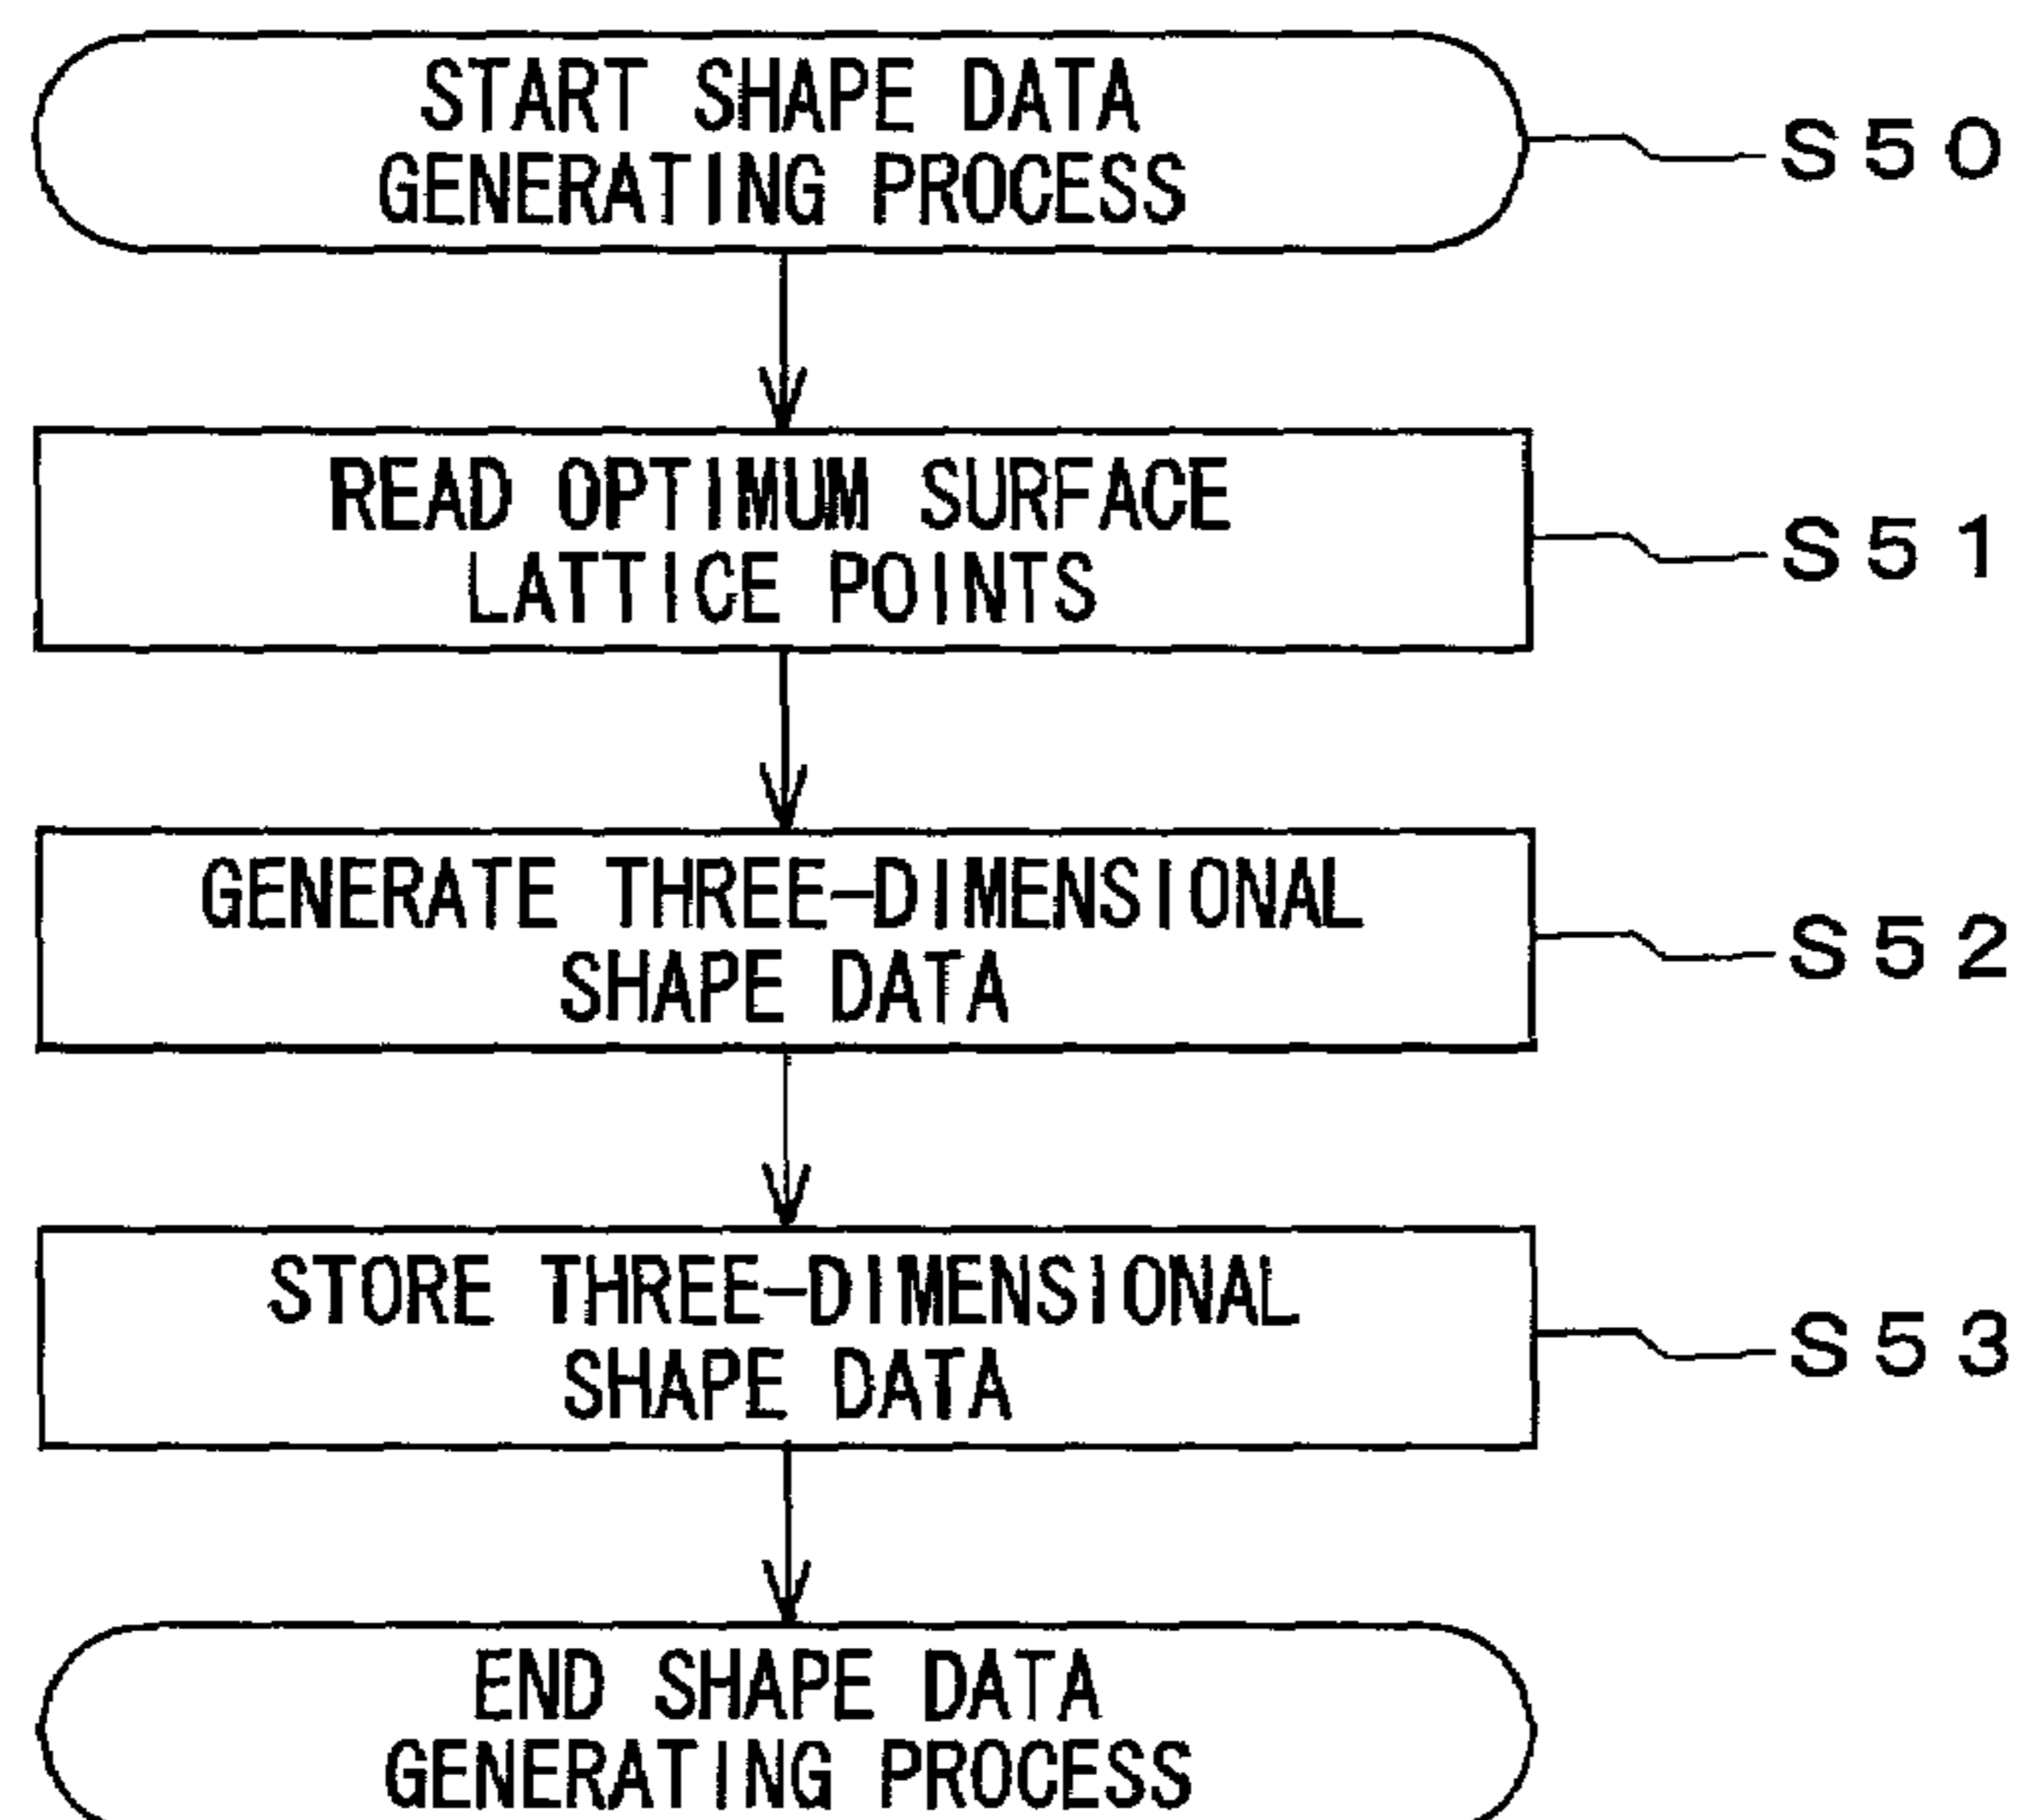 START SHAPE DATA
GENERATING PROCESS
S50
READ OPTIMUM SURFACE
LATTICE POINTS
S51
GENERATE THREE-DIMENSIONAL
SHAPE DATA
S52
STORE THREE-DIMENSIONAL
SHAPE DATA
S53
END SHAPE DATA
GENERATING PROCESS